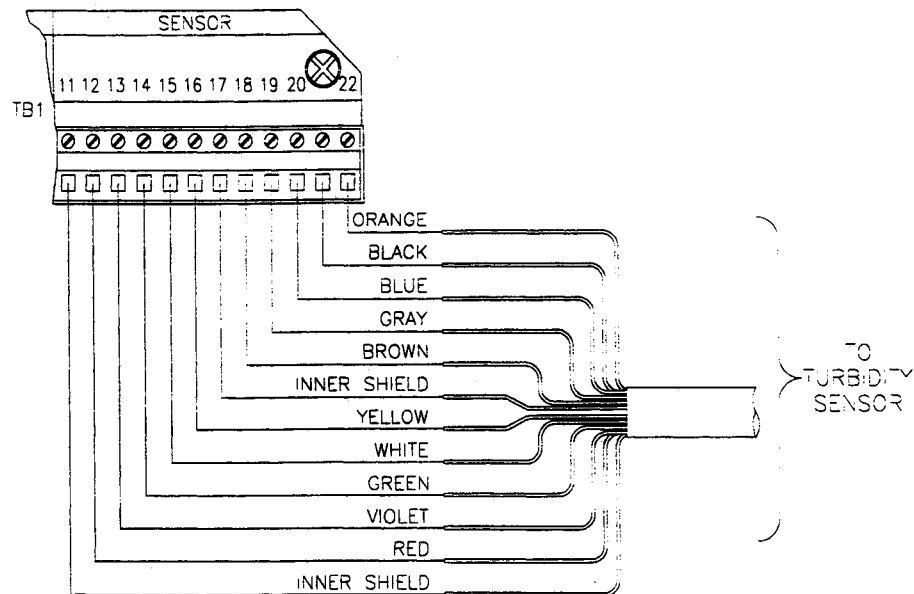 SENSOR
11 12 13 14 15 16 17 18 19 20 22
TB1
ORANGE
BLACK
BLUE
GRAY
BROWN
INNER SHIELD
YELLOW
WHITE
GREEN
VIOLET
RED
INNER SHIELD
TO
TURBIDITY
SENSOR